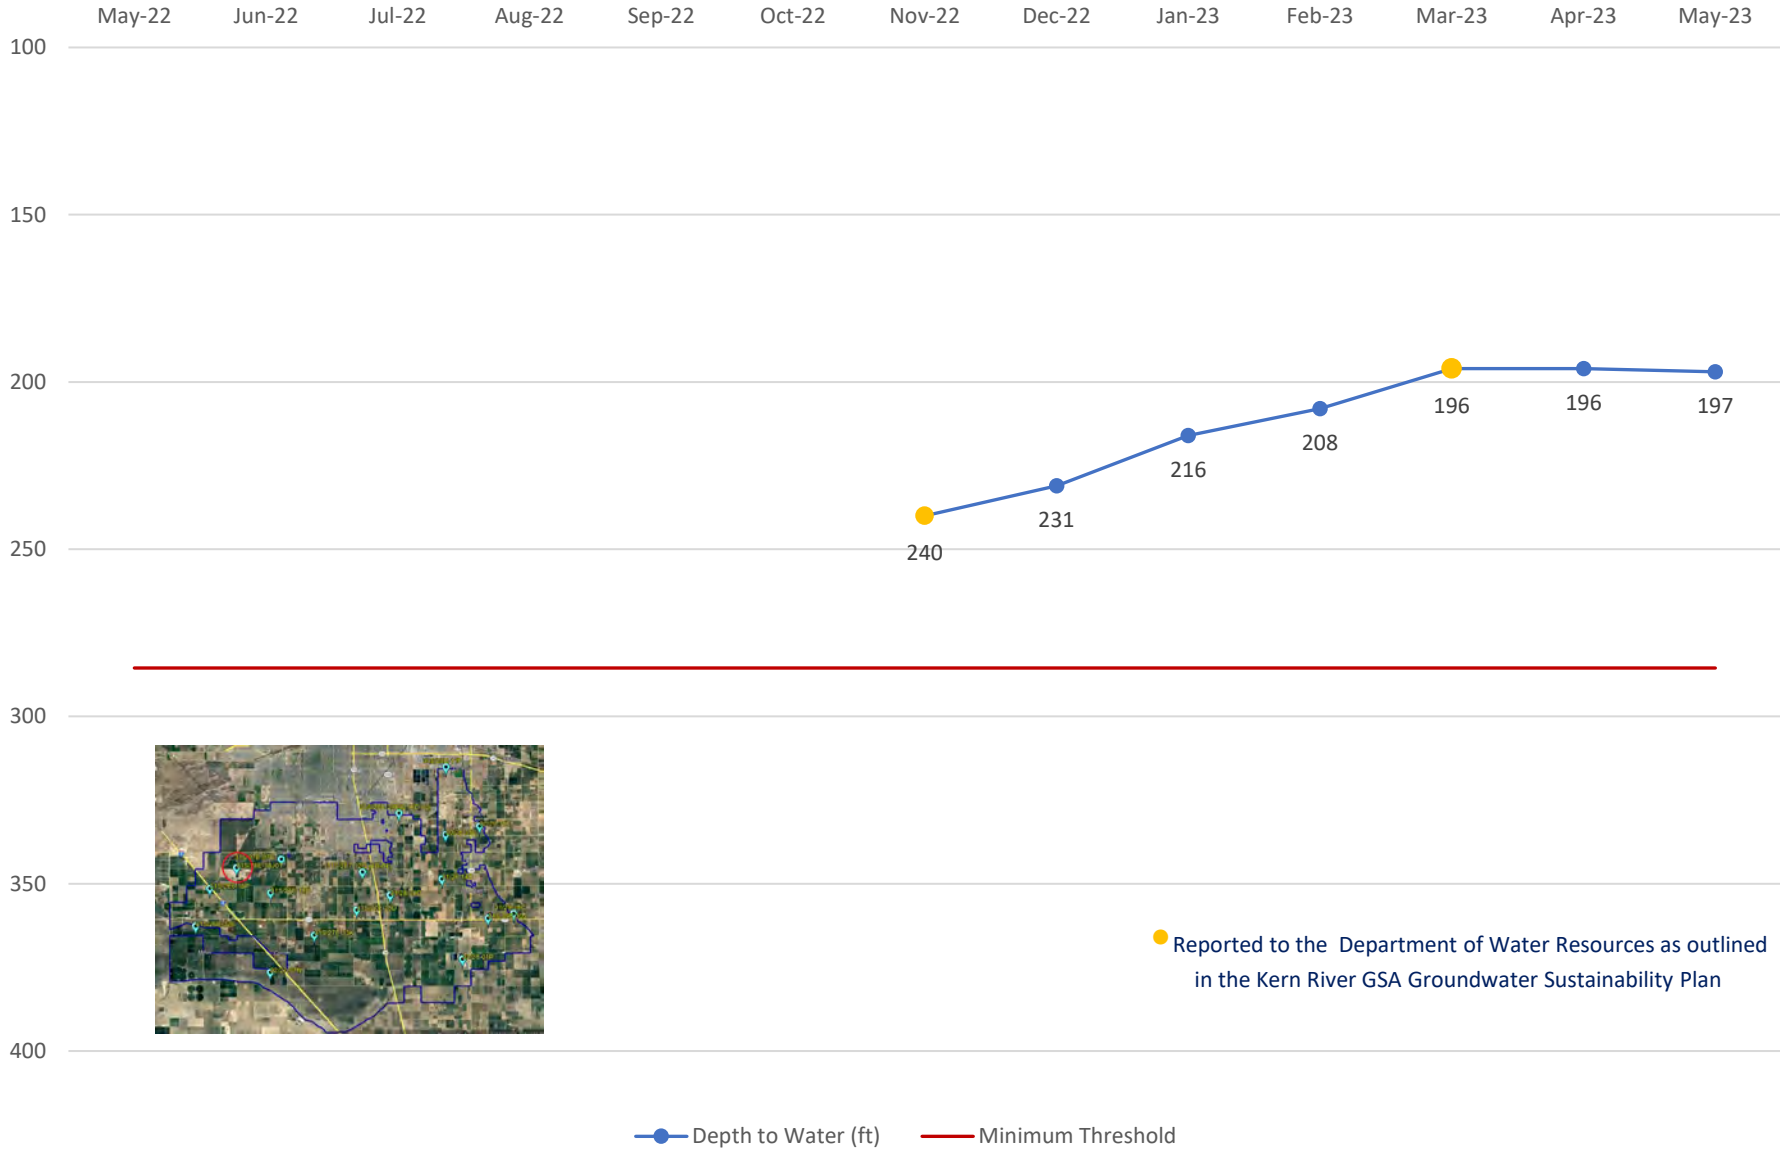 May-22 Jun-22 Jul-22 Aug-22 Sep-22 Oct-22 Nov-22 Dec-22 Jan-23 Feb-23 Mar-23 Apr-23 May-23
100
150
200
196 196 197
208
216
231
240
250
300
350
Reported to the Department of Water Resources as outlined
in the Kern River GSA Groundwater Sustainability Plan
400
Depth to Water (ft) Minimum Threshold